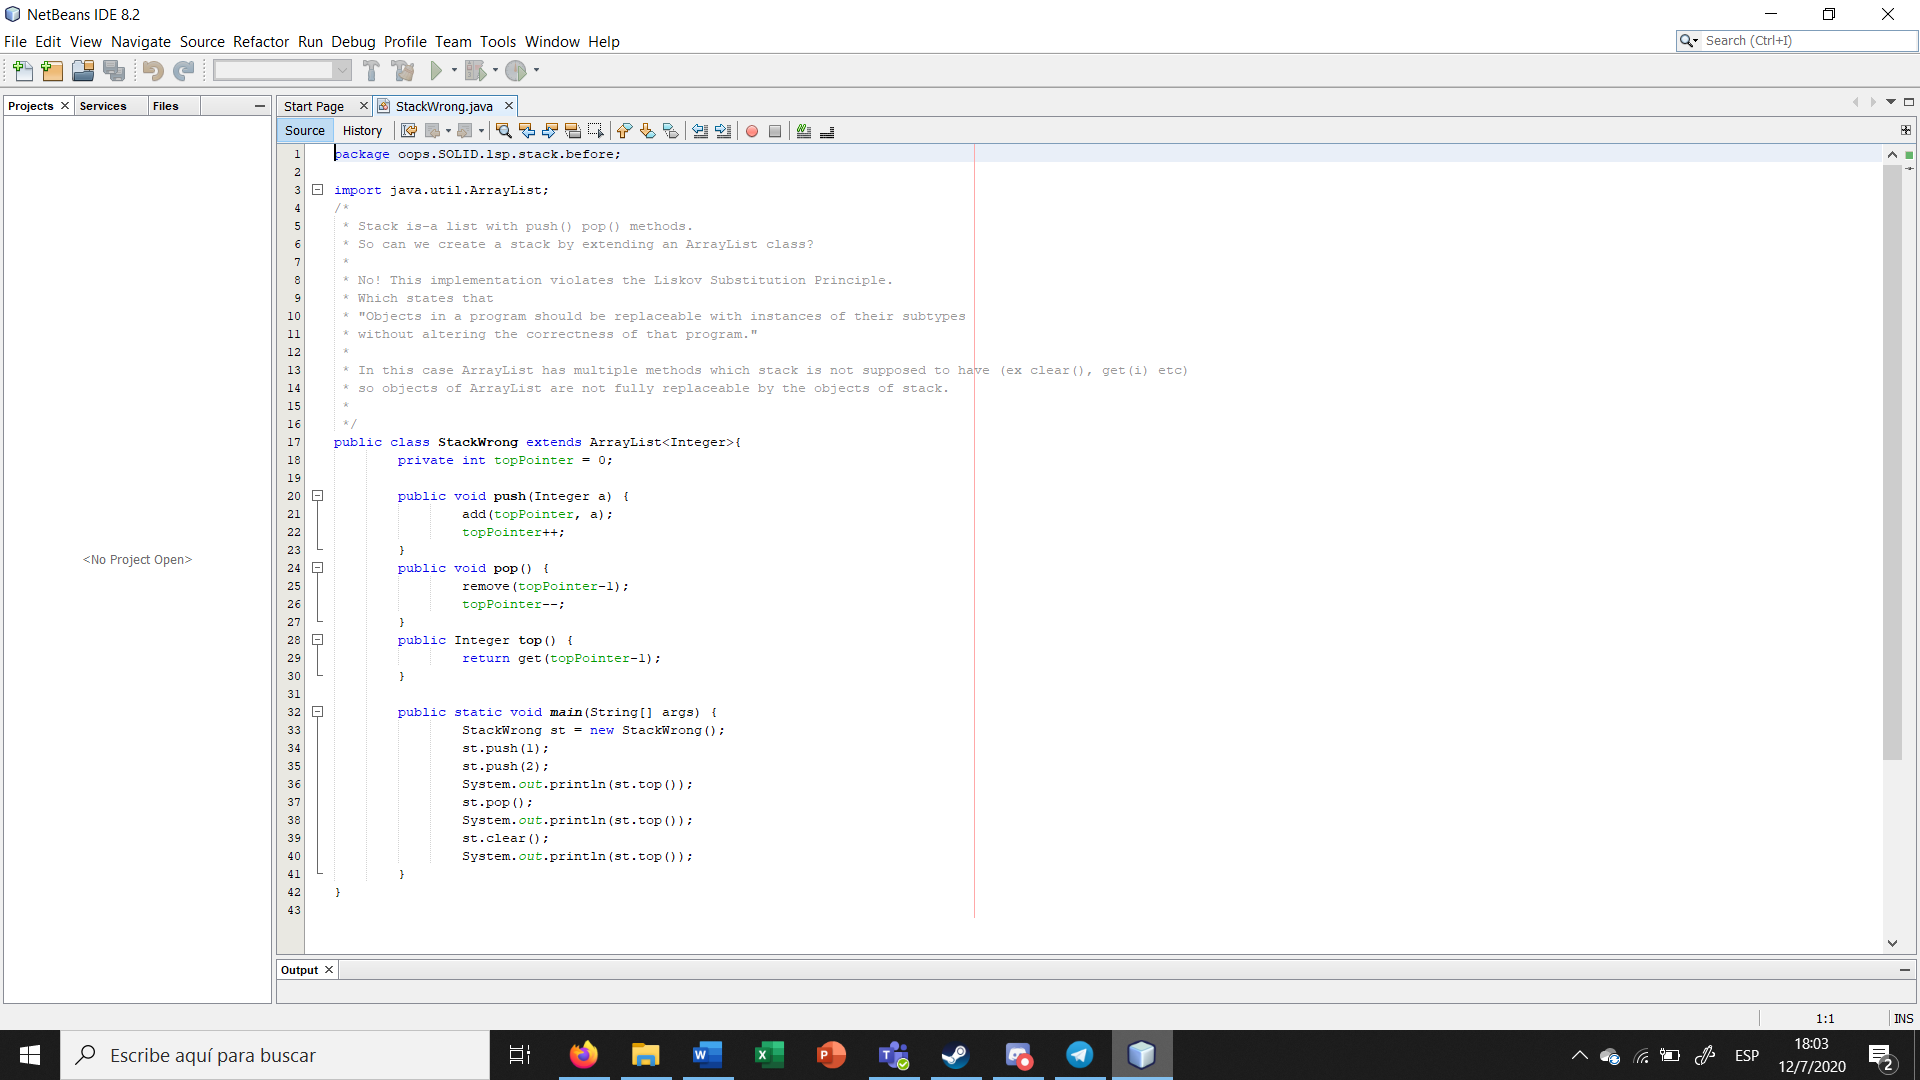 NetBeans IDE 8.2
File Edit View Navigate Source Refactor Run Debug Profile Team Tools Window Help
Search (Ctrl+I)
Projects Services Files
Start Page StackWrong.java
Source History
<No Project Open>
1 package oops.SOLID.lsp.stack.before;
2
3 import java.util.ArrayList;
4 /*
5 * Stack is-a list with push() pop() methods.
6 * So can we create a stack by extending an ArrayList class?
7 *
8 * No! This implementation violates the Liskov Substitution Principle.
9 * Which states that
10 * "Objects in a program should be replaceable with instances of their subtypes
11 * without altering the correctness of that program."
12 *
13 * In this case ArrayList has multiple methods which stack is not supposed to have (ex clear(), get(i) etc)
14 * so objects of ArrayList are not fully replaceable by the objects of stack.
15 *
16 */
17 public class StackWrong extends ArrayList<Integer>{
18 private int topPointer = 0;
19
20 public void push(Integer a) {
21 add(topPointer, a);
22 topPointer++;
23 }
24 public void pop() {
25 remove(topPointer-1);
26 topPointer--;
27 }
28 public Integer top() {
29 return get(topPointer-1);
30 }
31
32 public static void main(String[] args) {
33 StackWrong st = new StackWrong();
34 st.push(1);
35 st.push(2);
36 System.out.println(st.top());
37 st.pop();
38 System.out.println(st.top());
39 st.clear();
40 System.out.println(st.top());
41 }
42 }
43
Output
1:1 INS
Escribe aquí para buscar
ESP
18:03
12/7/2020
2